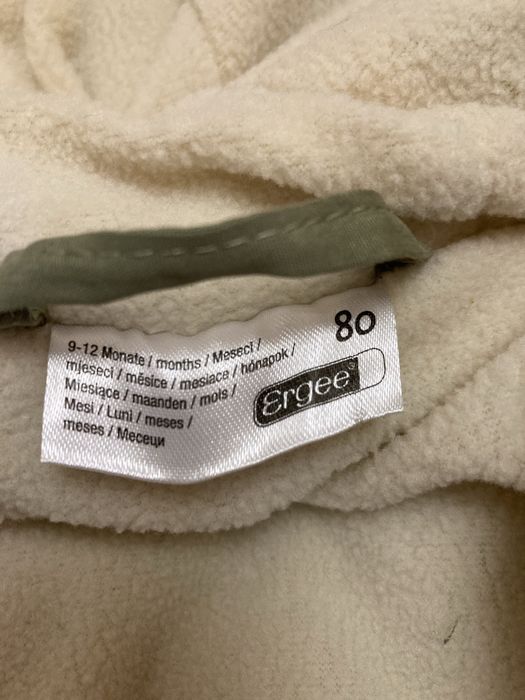 80
9-12 Monate / months / Meseci /
mjeseci / měsíce / mesiace / hónapok /
Miesiące / maanden / mois /
Mesi / Luni / meses /
meses / Месеци
Ergee